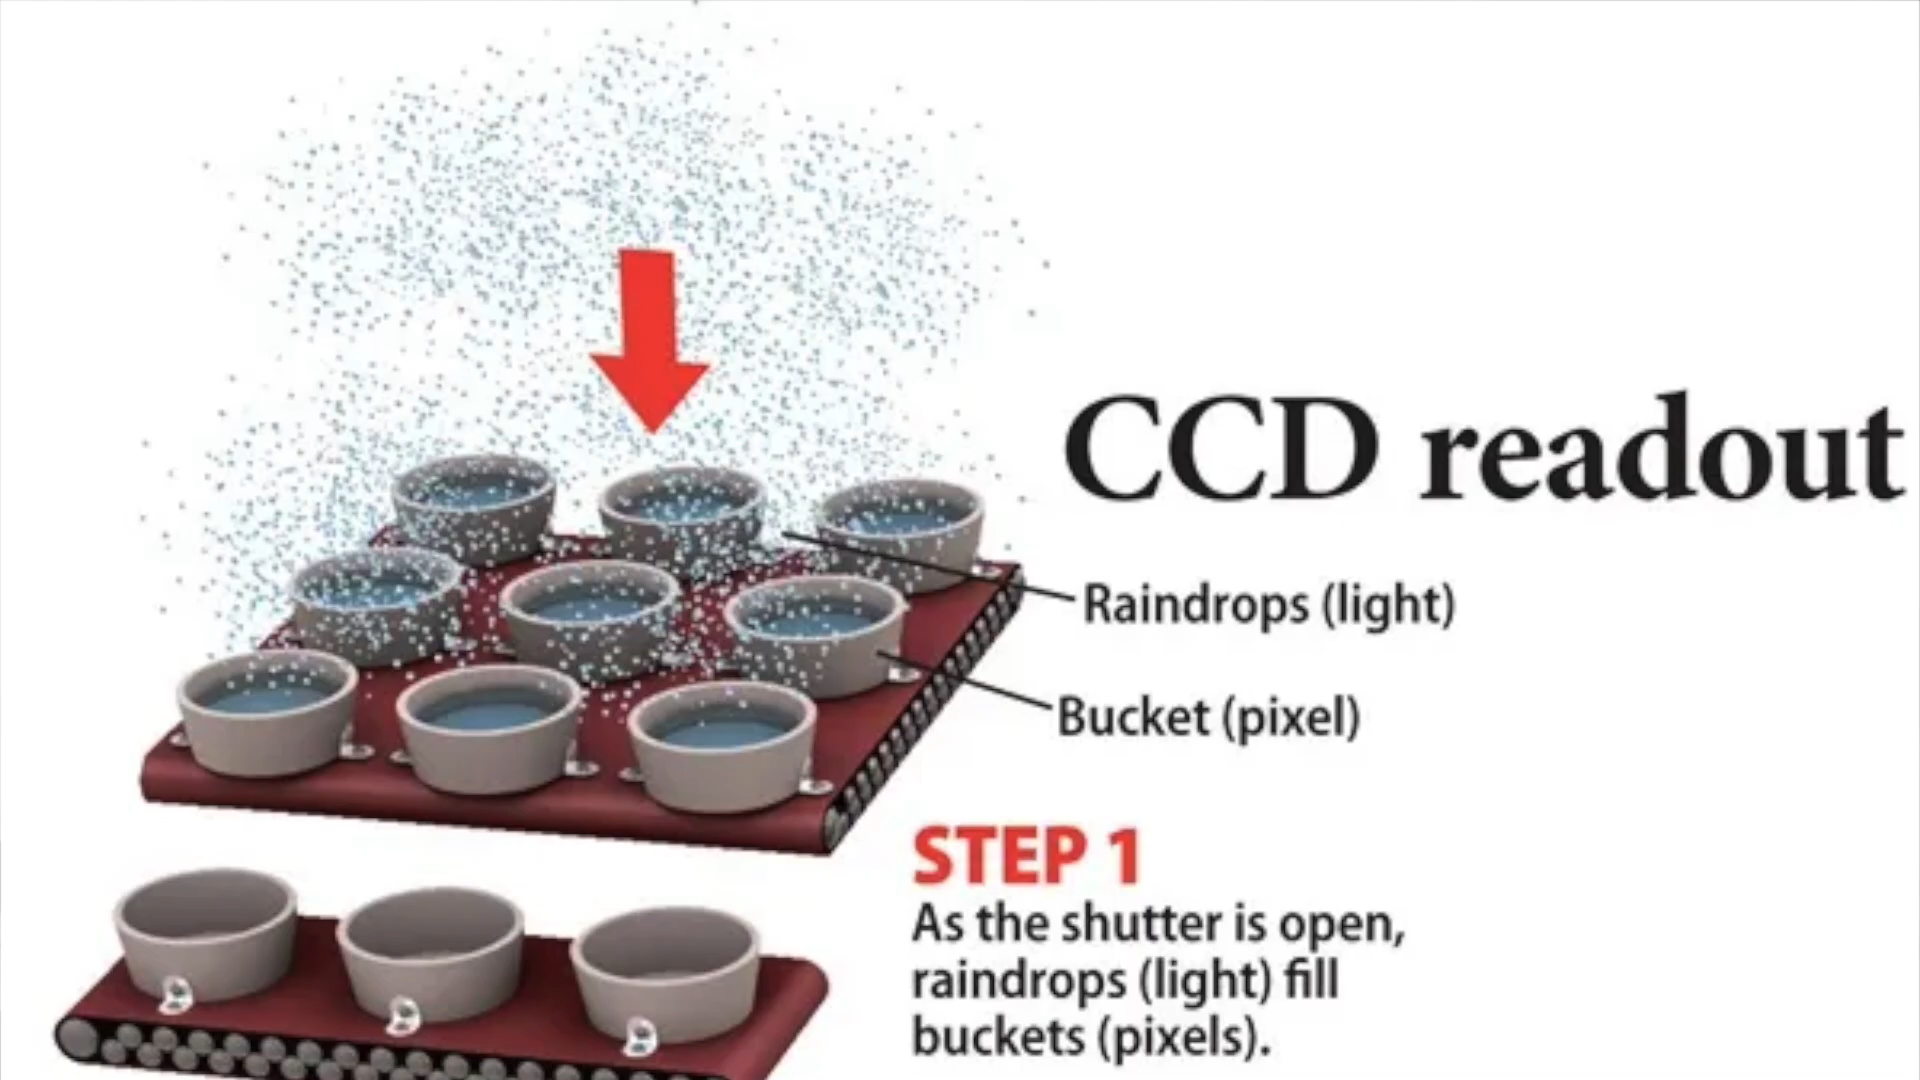 CCD readout
Raindrops (light)
Bucket (pixel)
STEP 1
As the shutter is open,
raindrops (light) fill
buckets (pixels).